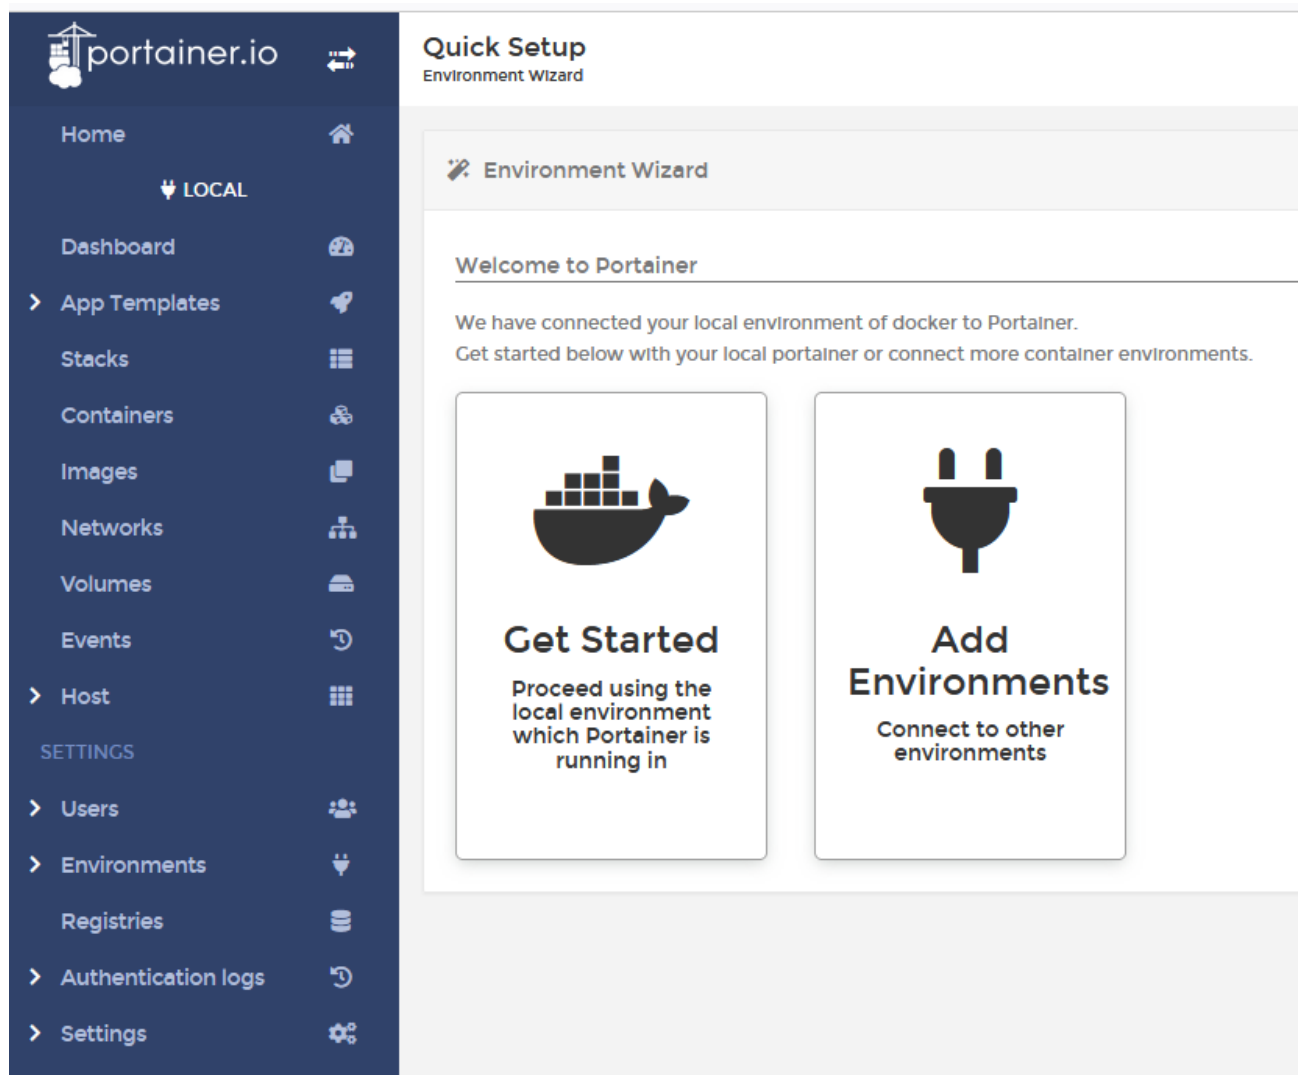 portainer.io
Home
LOCAL
Dashboard
App Templates
Stacks
Containers
Images
Networks
Volumes
Events
Host
SETTINGS
Users
Environments
Registries
Authentication logs
Settings
Quick Setup
Environment Wizard
Environment Wizard
Welcome to Portainer
We have connected your local environment of docker to Portainer.
Get started below with your local portainer or connect more container environments.
Get Started
Proceed using the
local environment
which Portainer is
running in
Add
Environments
Connect to other
environments